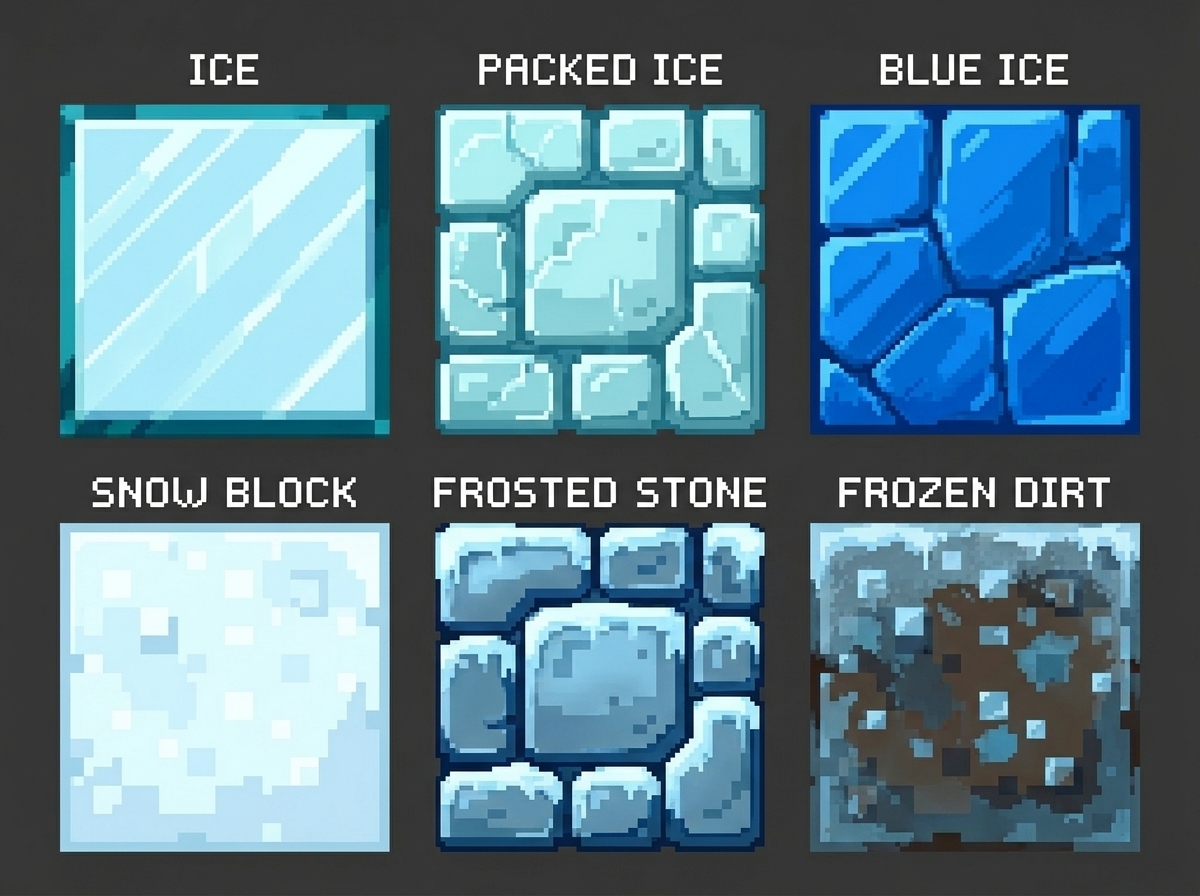 ICE
PACKED ICE
BLUE ICE
SNOW BLOCK
FROSTED STONE
FROZEN DIRT